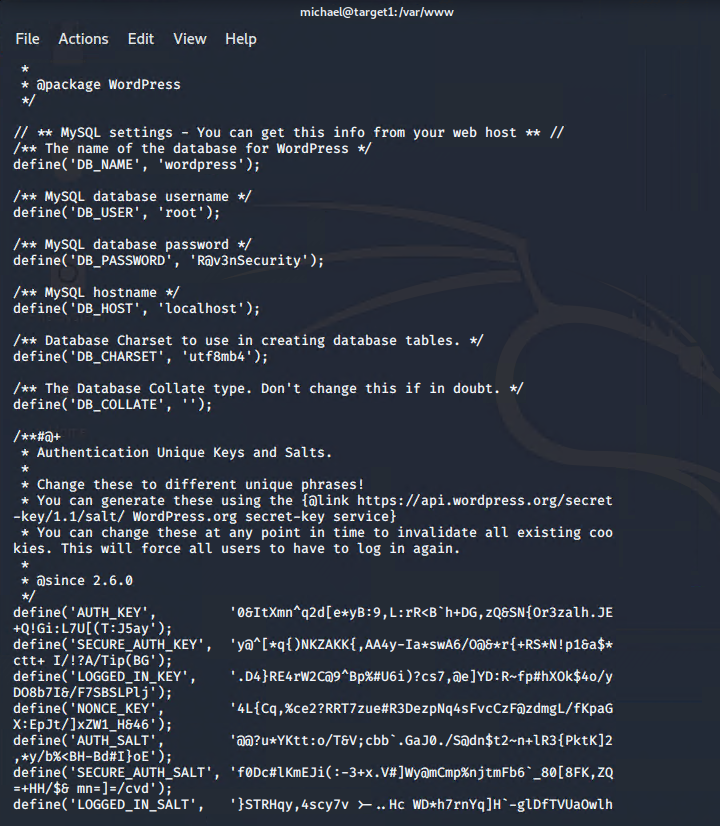 michael@target1:/var/www
File Actions Edit View Help
*
* @package WordPress
*/
// ** MySQL settings - You can get this info from your web host ** //
/** The name of the database for WordPress */
define('DB_NAME', 'wordpress');
/** MySQL database username */
define('DB_USER', 'root');
/** MySQL database password */
define('DB_PASSWORD', 'R@v3nSecurity');
/** MySQL hostname */
define('DB_HOST', 'localhost');
/** Database Charset to use in creating database tables. */
define('DB_CHARSET', 'utf8mb4');
/** The Database Collate type. Don't change this if in doubt. */
define('DB_COLLATE', '');
/**#@+
* Authentication Unique Keys and Salts.
*
* Change these to different unique phrases!
* You can generate these using the {@link https://api.wordpress.org/secret
-key/1.1/salt/ WordPress.org secret-key service}
* You can change these at any point in time to invalidate all existing coo
kies. This will force all users to have to log in again.
*
* @since 2.6.0
*/
define('AUTH_KEY',         '0&ItXmn^q2d[e*yB:9,L:rR<B`h+DG,zQ&SN{Or3zalh.JE
+Q!Gi:L7U[(T:J5ay');
define('SECURE_AUTH_KEY',  'y@^[*q{)NKZAKK{,AA4y-Ia*swA6/O@&*r{+RS*N!p1&a$*
ctt+ I/!?A/Tip(BG');
define('LOGGED_IN_KEY',    '.D4}RE4rW2C@9^Bp%#U6i)?cs7,@e]YD:R~fp#hXOk$4o/y
DO8b7I&/F7SBSLPlj');
define('NONCE_KEY',        '4L{Cq,%ce2?RRT7zue#R3DezpNq4sFvcCzF@zdmgL/fKpaG
X:EpJt/]xZW1_H&46');
define('AUTH_SALT',        '@@?u*YKtt:o/T&V;cbb`.GaJ0./S@dn$t2~n+lR3{PktK]2
,*y/b%<BH-Bd#I}oE');
define('SECURE_AUTH_SALT', 'f0Dc#lKmEJi(:-3+x.V#]Wy@mCmp%njtmFb6`_80[8FK,ZQ
=+HH/$& mn=]=/cvd');
define('LOGGED_IN_SALT',   '}STRHqy,4scy7v >-..Hc WD*h7rnYq]H`-glDfTVUaOwlh